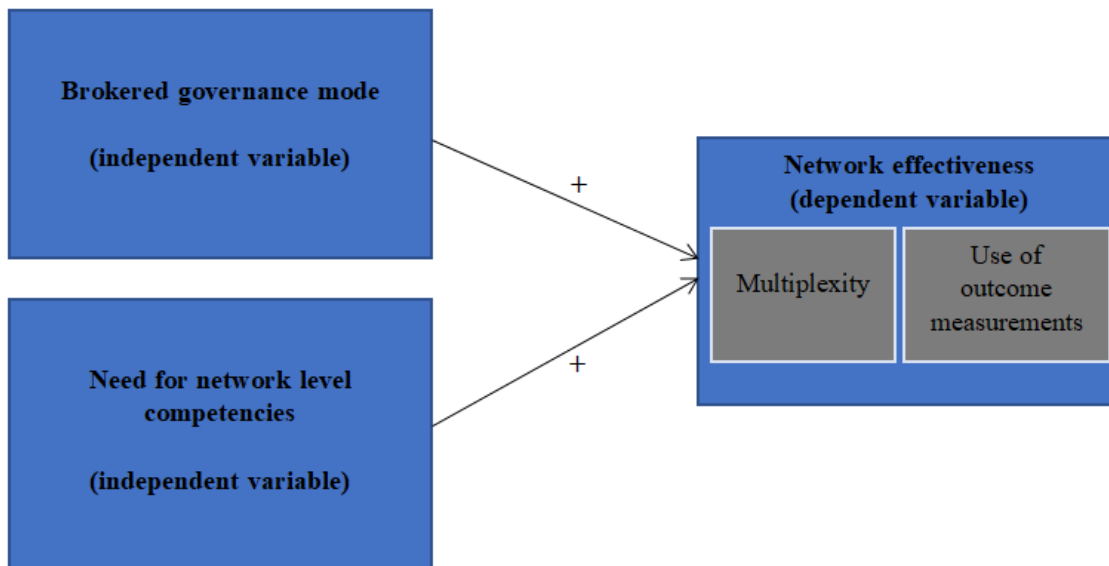 Brokered governance mode
(independent variable)
+
Network effectiveness
(dependent variable)
Multiplexity
Use of
outcome
measurements
+
Need for network level
competencies
(independent variable)